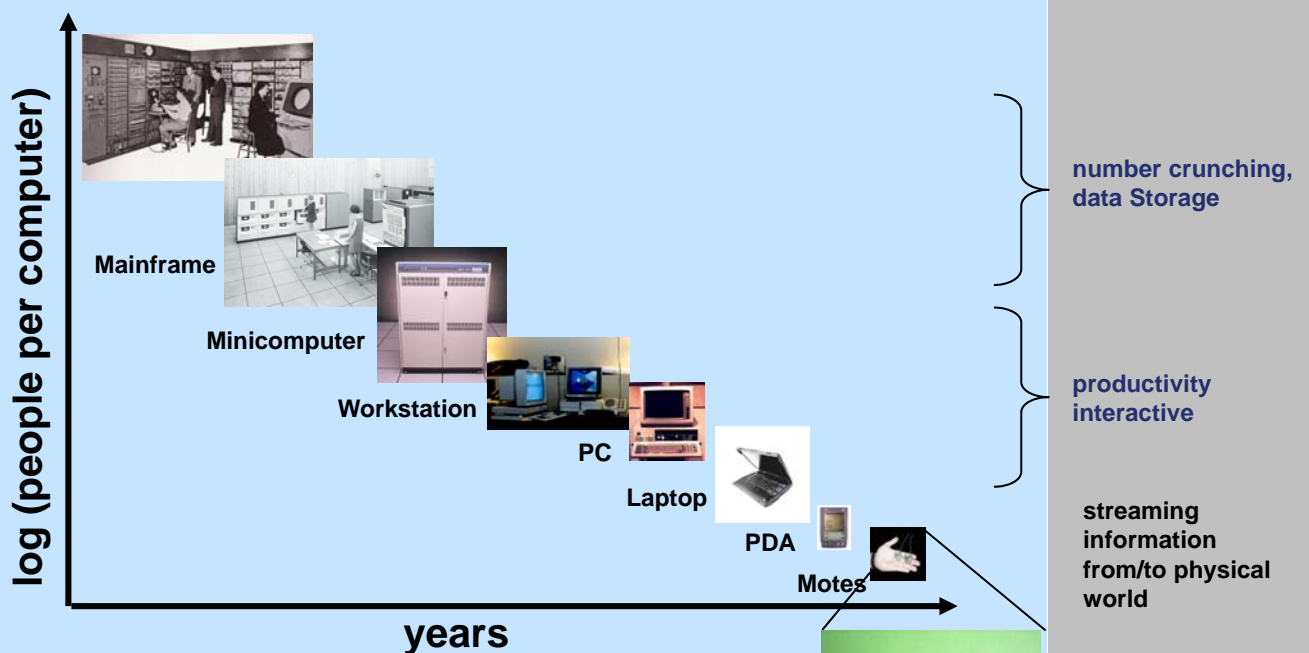 log (people per computer)
Mainframe
Minicomputer
Workstation
PC
Laptop
PDA
Motes
years
number crunching,
data Storage
productivity
interactive
streaming
information
from/to physical
world